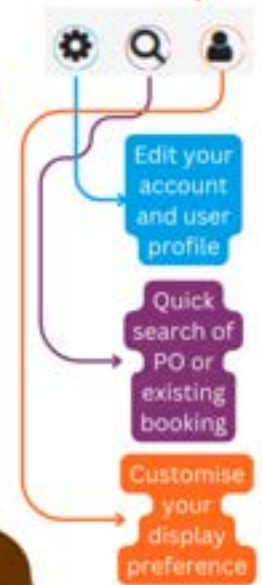 Edit your
account
and user
profile
Quick
search of
PO or
existing
booking
Customise
your
display
preference